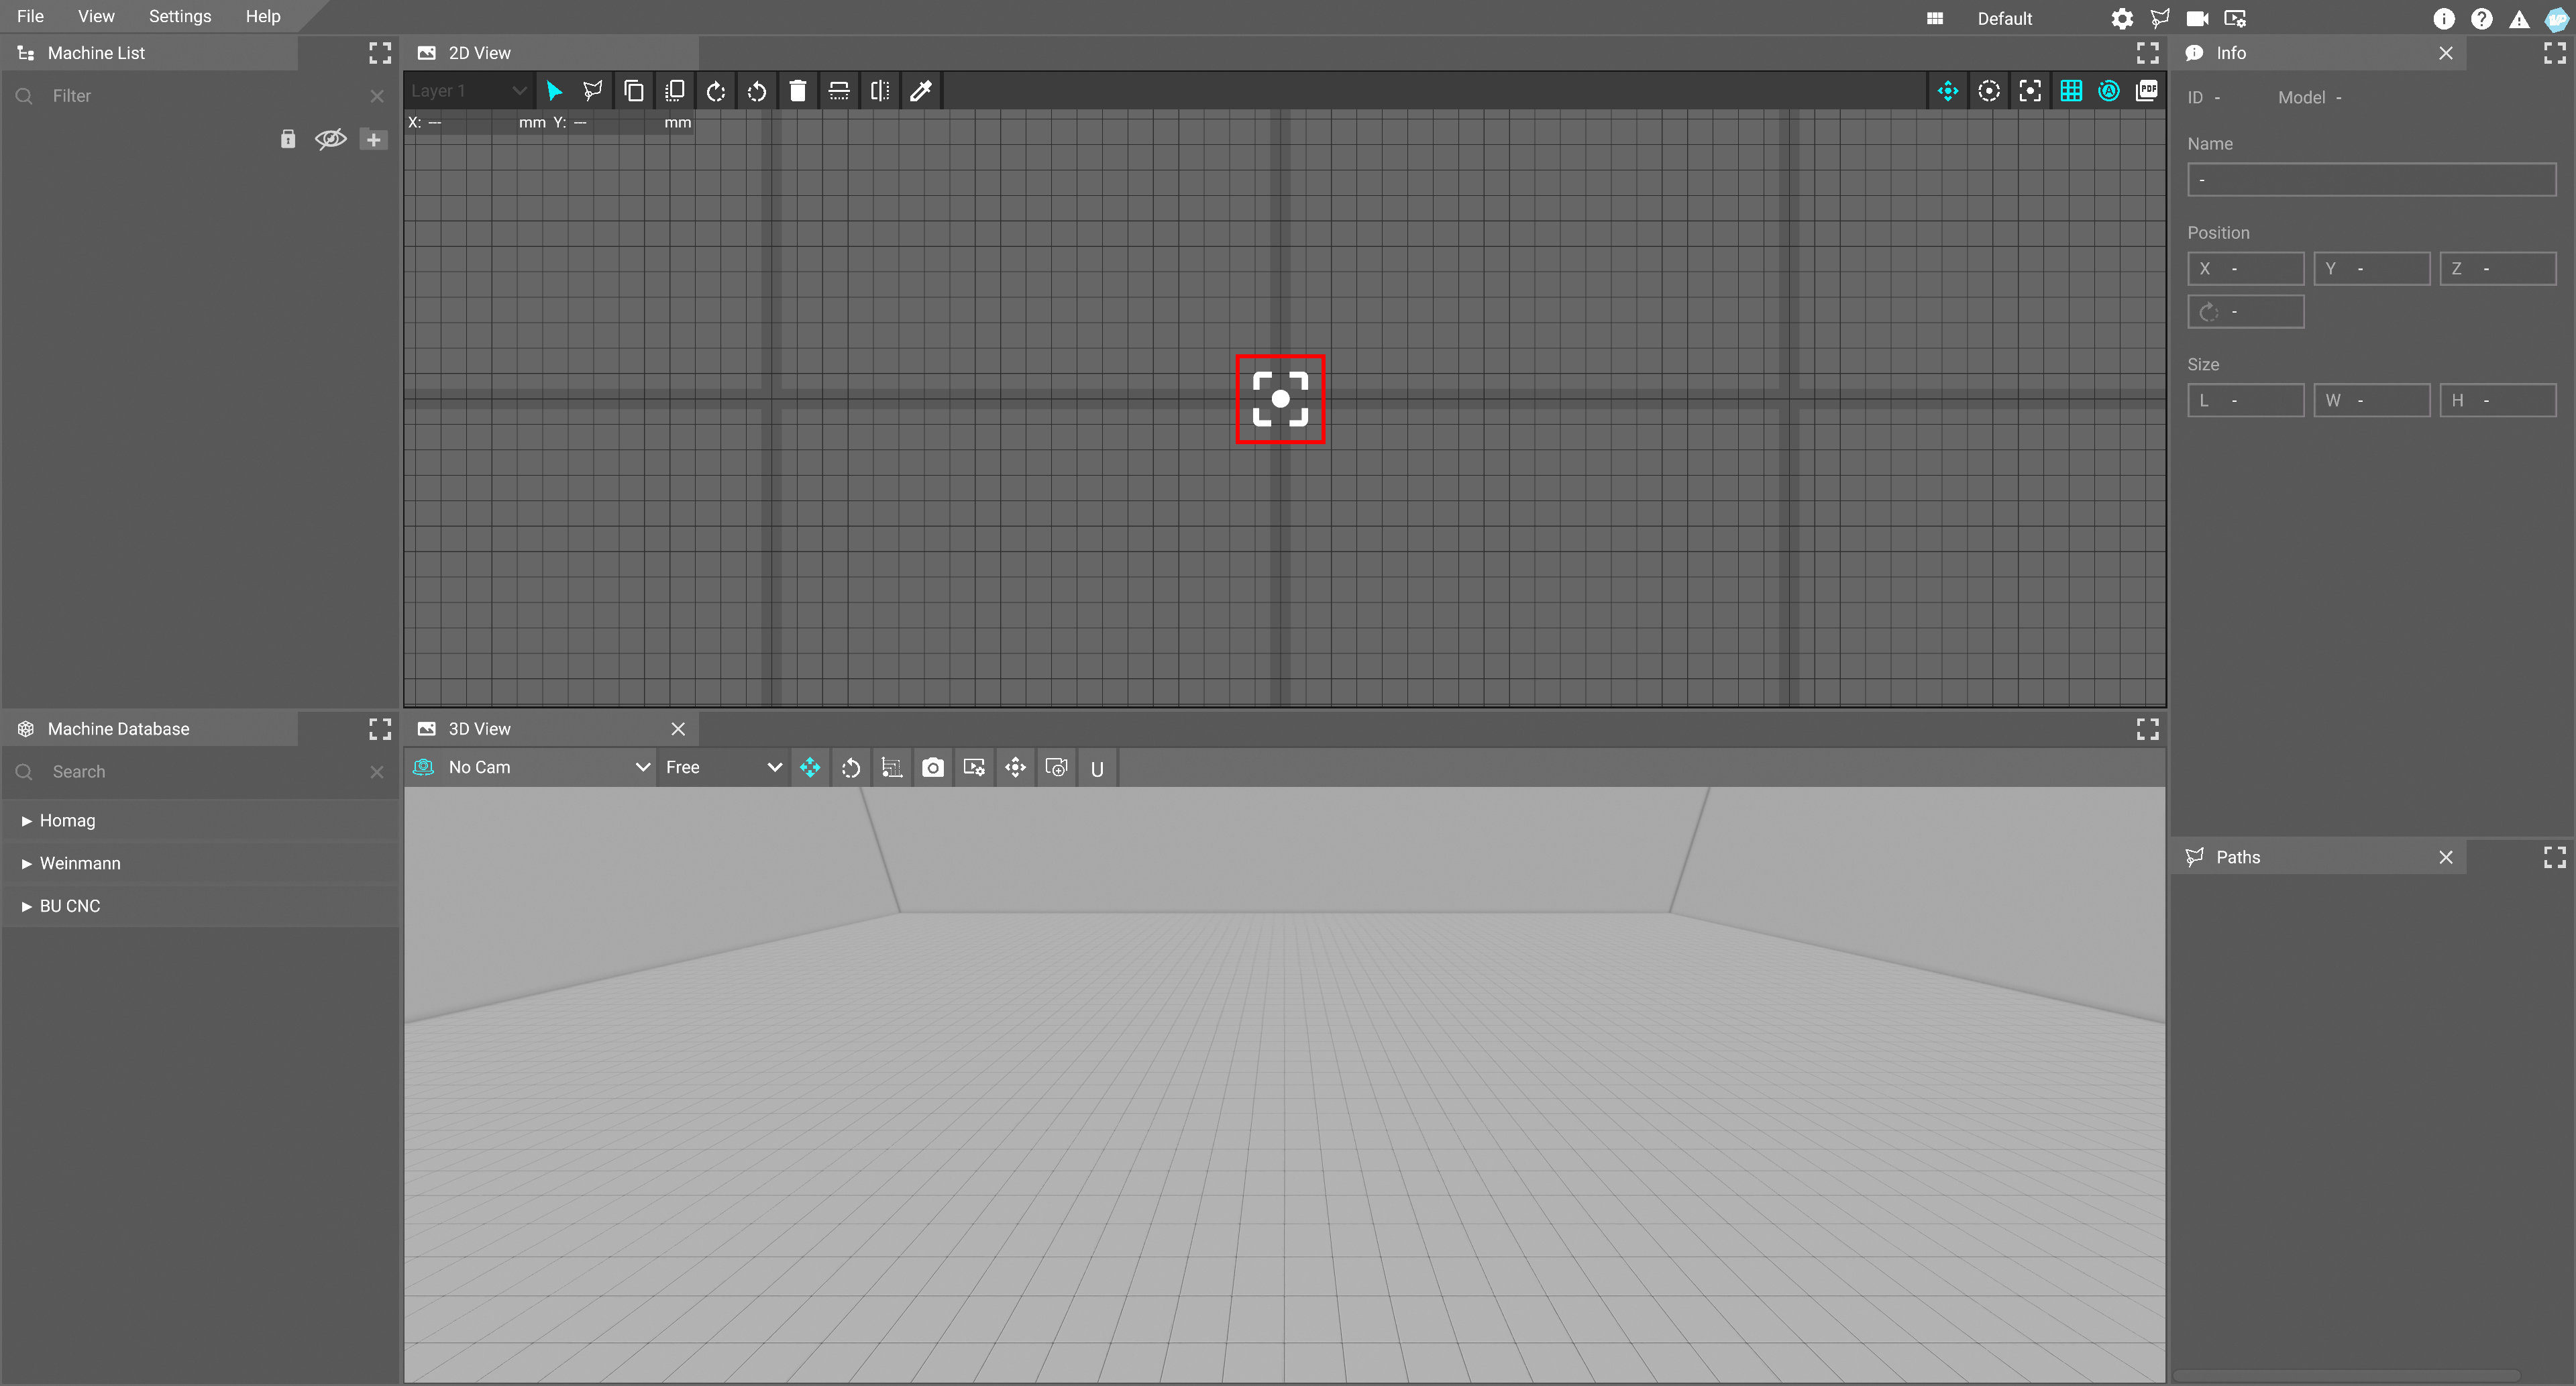 File View Settings Help
Default
Machine List
Filter
2D View
Layer 1
PDF
X: --- mm Y: --- mm
Info
ID - Model -
Name
-
Position
X - Y - Z -
-
Size
L - W - H -
Machine Database
Search
Homag
Weinmann
BU CNC
3D View
No Cam Free U
Paths